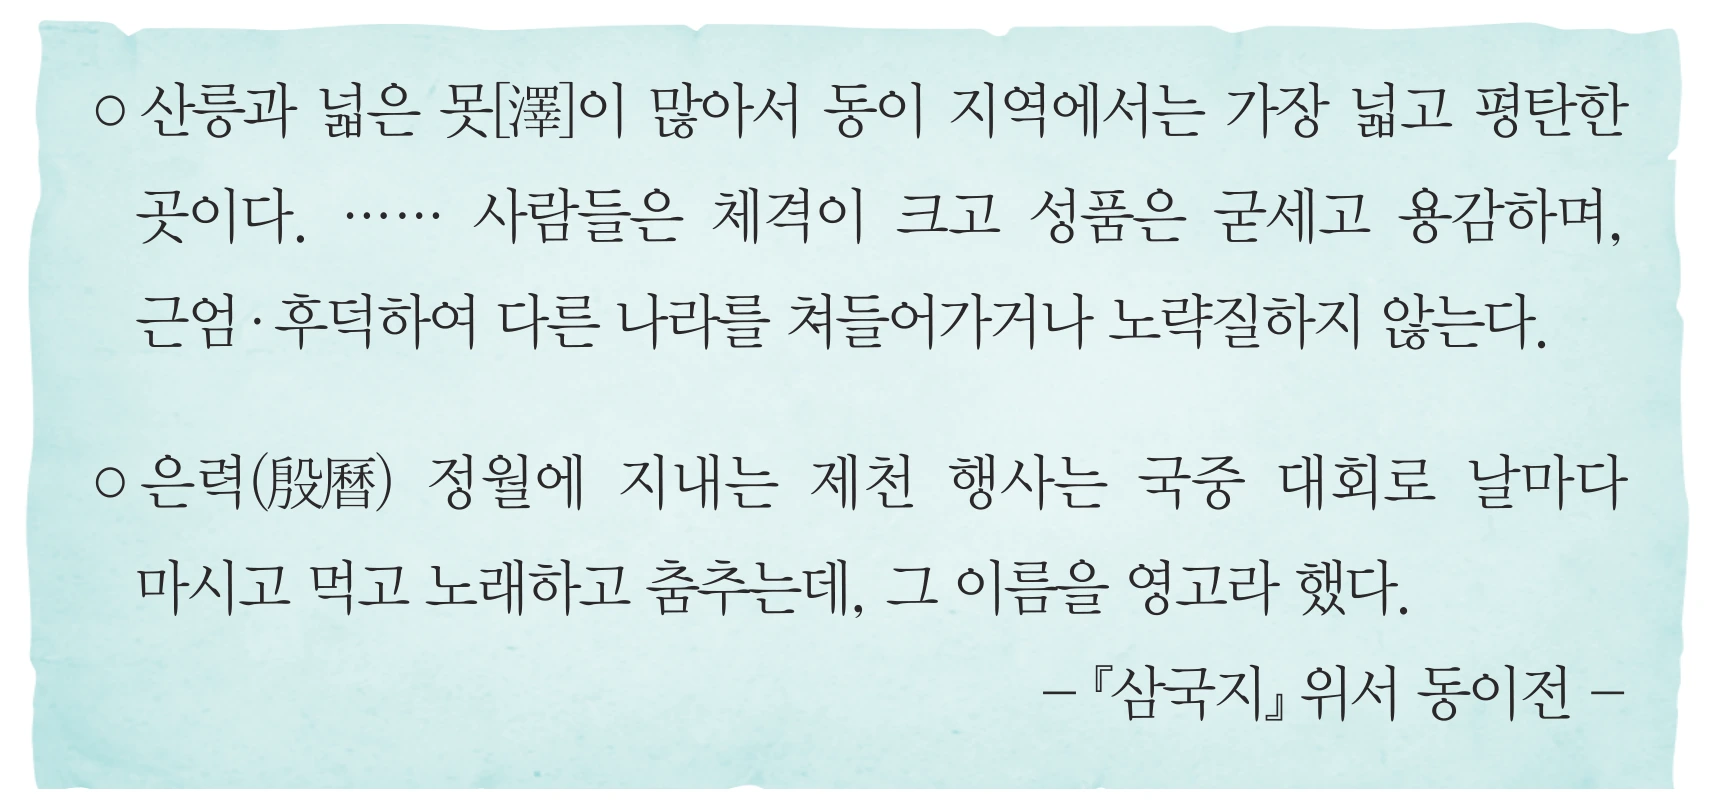 ○ 산릉과 넓은 못[澤]이 많아서 동이 지역에서는 가장 넓고 평탄한
곳이다. …… 사람들은 체격이 크고 성품은 굳세고 용감하며,
근엄·후덕하여 다른 나라를 쳐들어가거나 노략질하지 않는다.
○ 은력(殷曆) 정월에 지내는 제천 행사는 국중 대회로 날마다
마시고 먹고 노래하고 춤추는데, 그 이름을 영고라 했다.
－『삼국지』 위서 동이전－